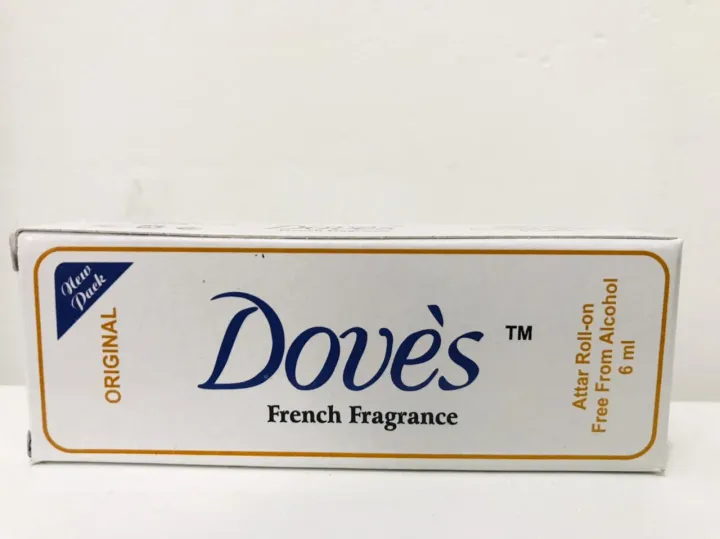 New
Pack
ORIGINAL
Dovès ™
French Fragrance
Attar Roll-on
Free From Alcohol
6 ml